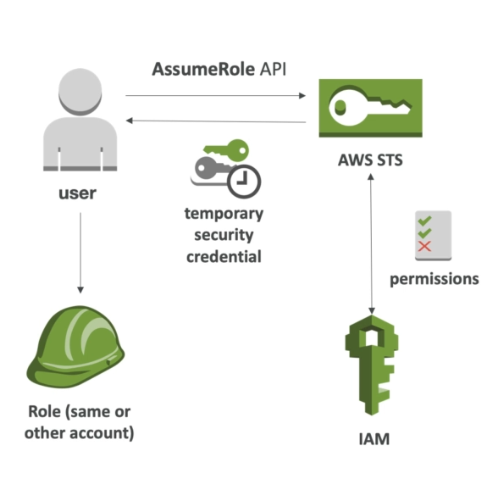 AssumeRole API
AWS STS
user
temporary
security
credential
permissions
Role (same or
other account)
IAM